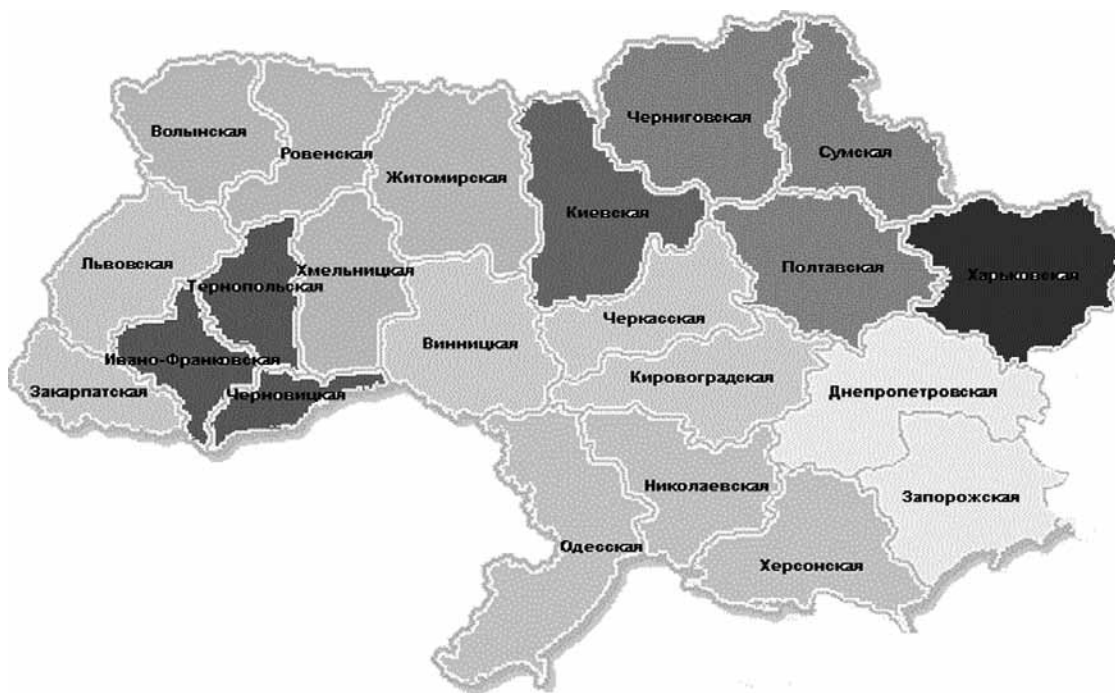 Черниговская
Волынская
Ровенская
Сумская
Житомирская
Киевская
Львовская
Хмельницкая
Полтавская
Харьковская
Тернопольская
Черкасская
Винницкая
Ивано-Франковская
Кировоградская
Закарпатская
Черновицкая
Днепропетровская
Николаевская
Запорожская
Одесская
Херсонская